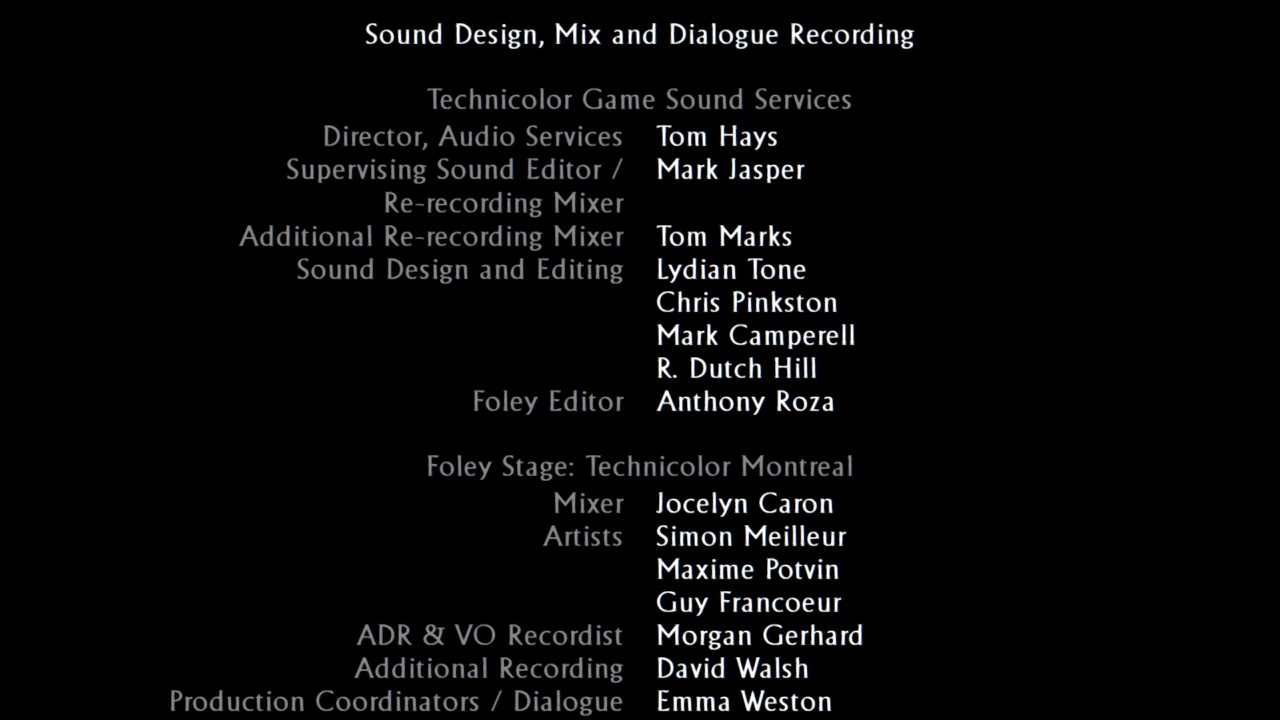 Sound Design, Mix and Dialogue Recording
Technicolor Game Sound Services
Director, Audio Services Tom Hays
Supervising Sound Editor / Mark Jasper
Re-recording Mixer
Additional Re-recording Mixer Tom Marks
Sound Design and Editing Lydian Tone
Chris Pinkston
Mark Camperell
R. Dutch Hill
Foley Editor Anthony Roza
Foley Stage: Technicolor Montreal
Mixer Jocelyn Caron
Artists Simon Meilleur
Maxime Potvin
Guy Francoeur
ADR & VO Recordist Morgan Gerhard
Additional Recording David Walsh
Production Coordinators / Dialogue Emma Weston